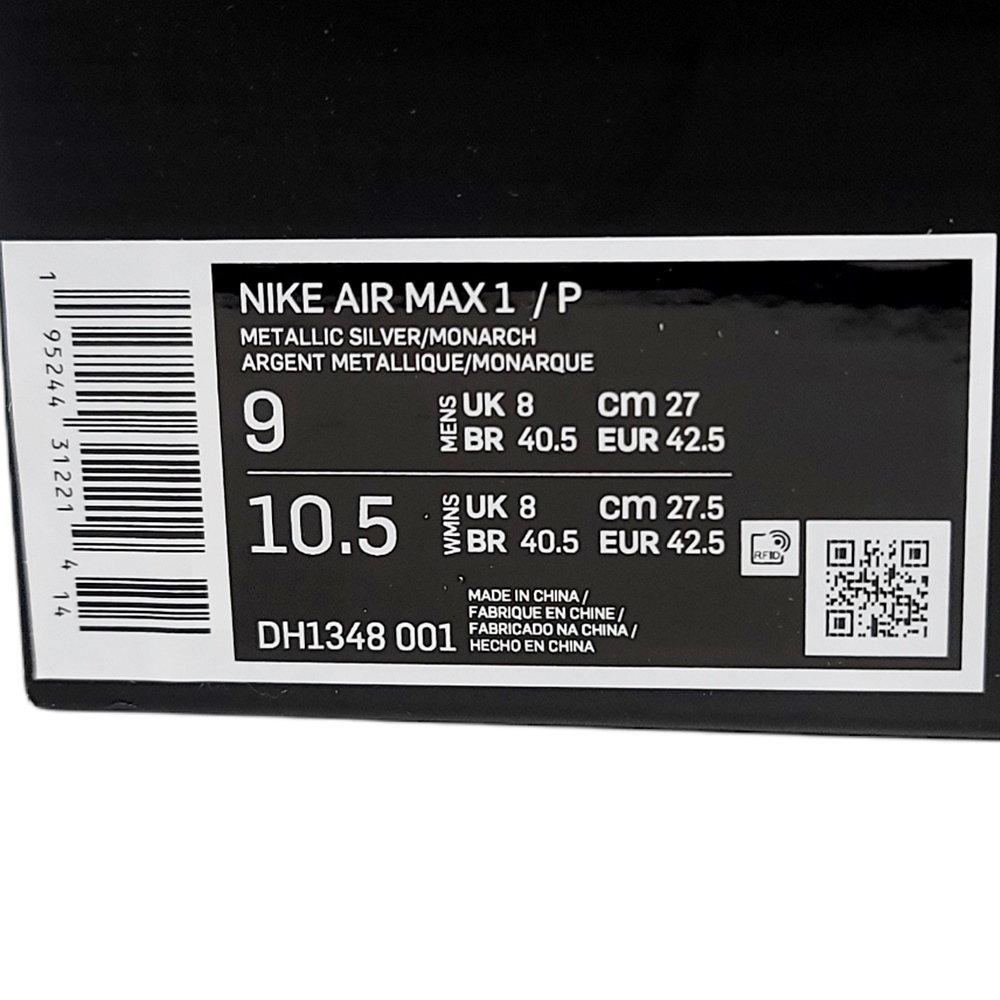 1 95244 31221 4 14
NIKE AIR MAX 1 / P
METALLIC SILVER/MONARCH
ARGENT METALLIQUE/MONARQUE
9
MENS
UK 8 cm 27
BR 40.5 EUR 42.5
10.5
WMNS
UK 8 cm 27.5
BR 40.5 EUR 42.5
RFID
MADE IN CHINA /
FABRIQUE EN CHINE /
FABRICADO NA CHINA /
HECHO EN CHINA
DH1348 001